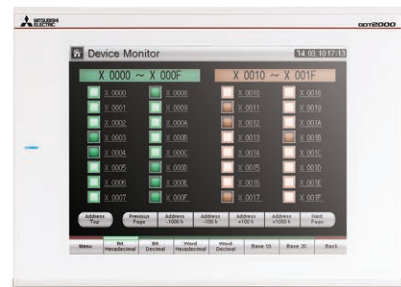 MITSUBISHI
ELECTRIC
GOT2000
Device Monitor
14.03.10 17:13
X 0000 ~ X 000F
X 0010 ~ X 001F
X 0000 X 0008 X 0010 X 0018
X 0001 X 0009 X 0011 X 0019
X 0002 X 000A X 0012 X 001A
X 0003 X 000B X 0013 X 001B
X 0004 X 000C X 0014 X 001C
X 0005 X 000D X 0015 X 001D
X 0006 X 000E X 0016 X 001E
X 0007 X 000F X 0017 X 001F
Address Previous Address Address Address Address Next
Top Page -1000 h -100 h +100 h +1000 h Page
Menu Bit Bit Word Word Base 10 Base 20 Back
Hexadecimal Decimal Hexadecimal Decimal